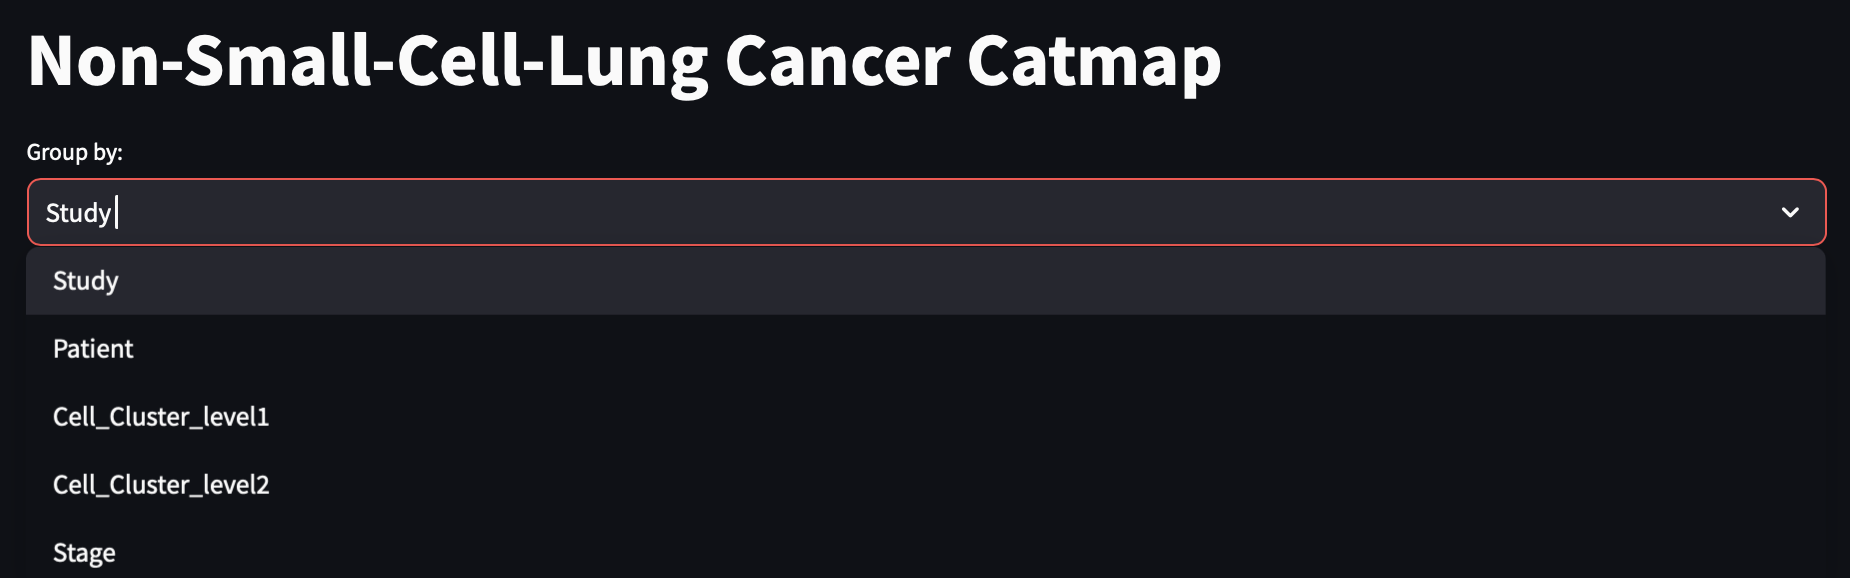 Non-Small-Cell-Lung Cancer Catmap
Group by:
Study
Study
Patient
Cell_Cluster_level1
Cell_Cluster_level2
Stage